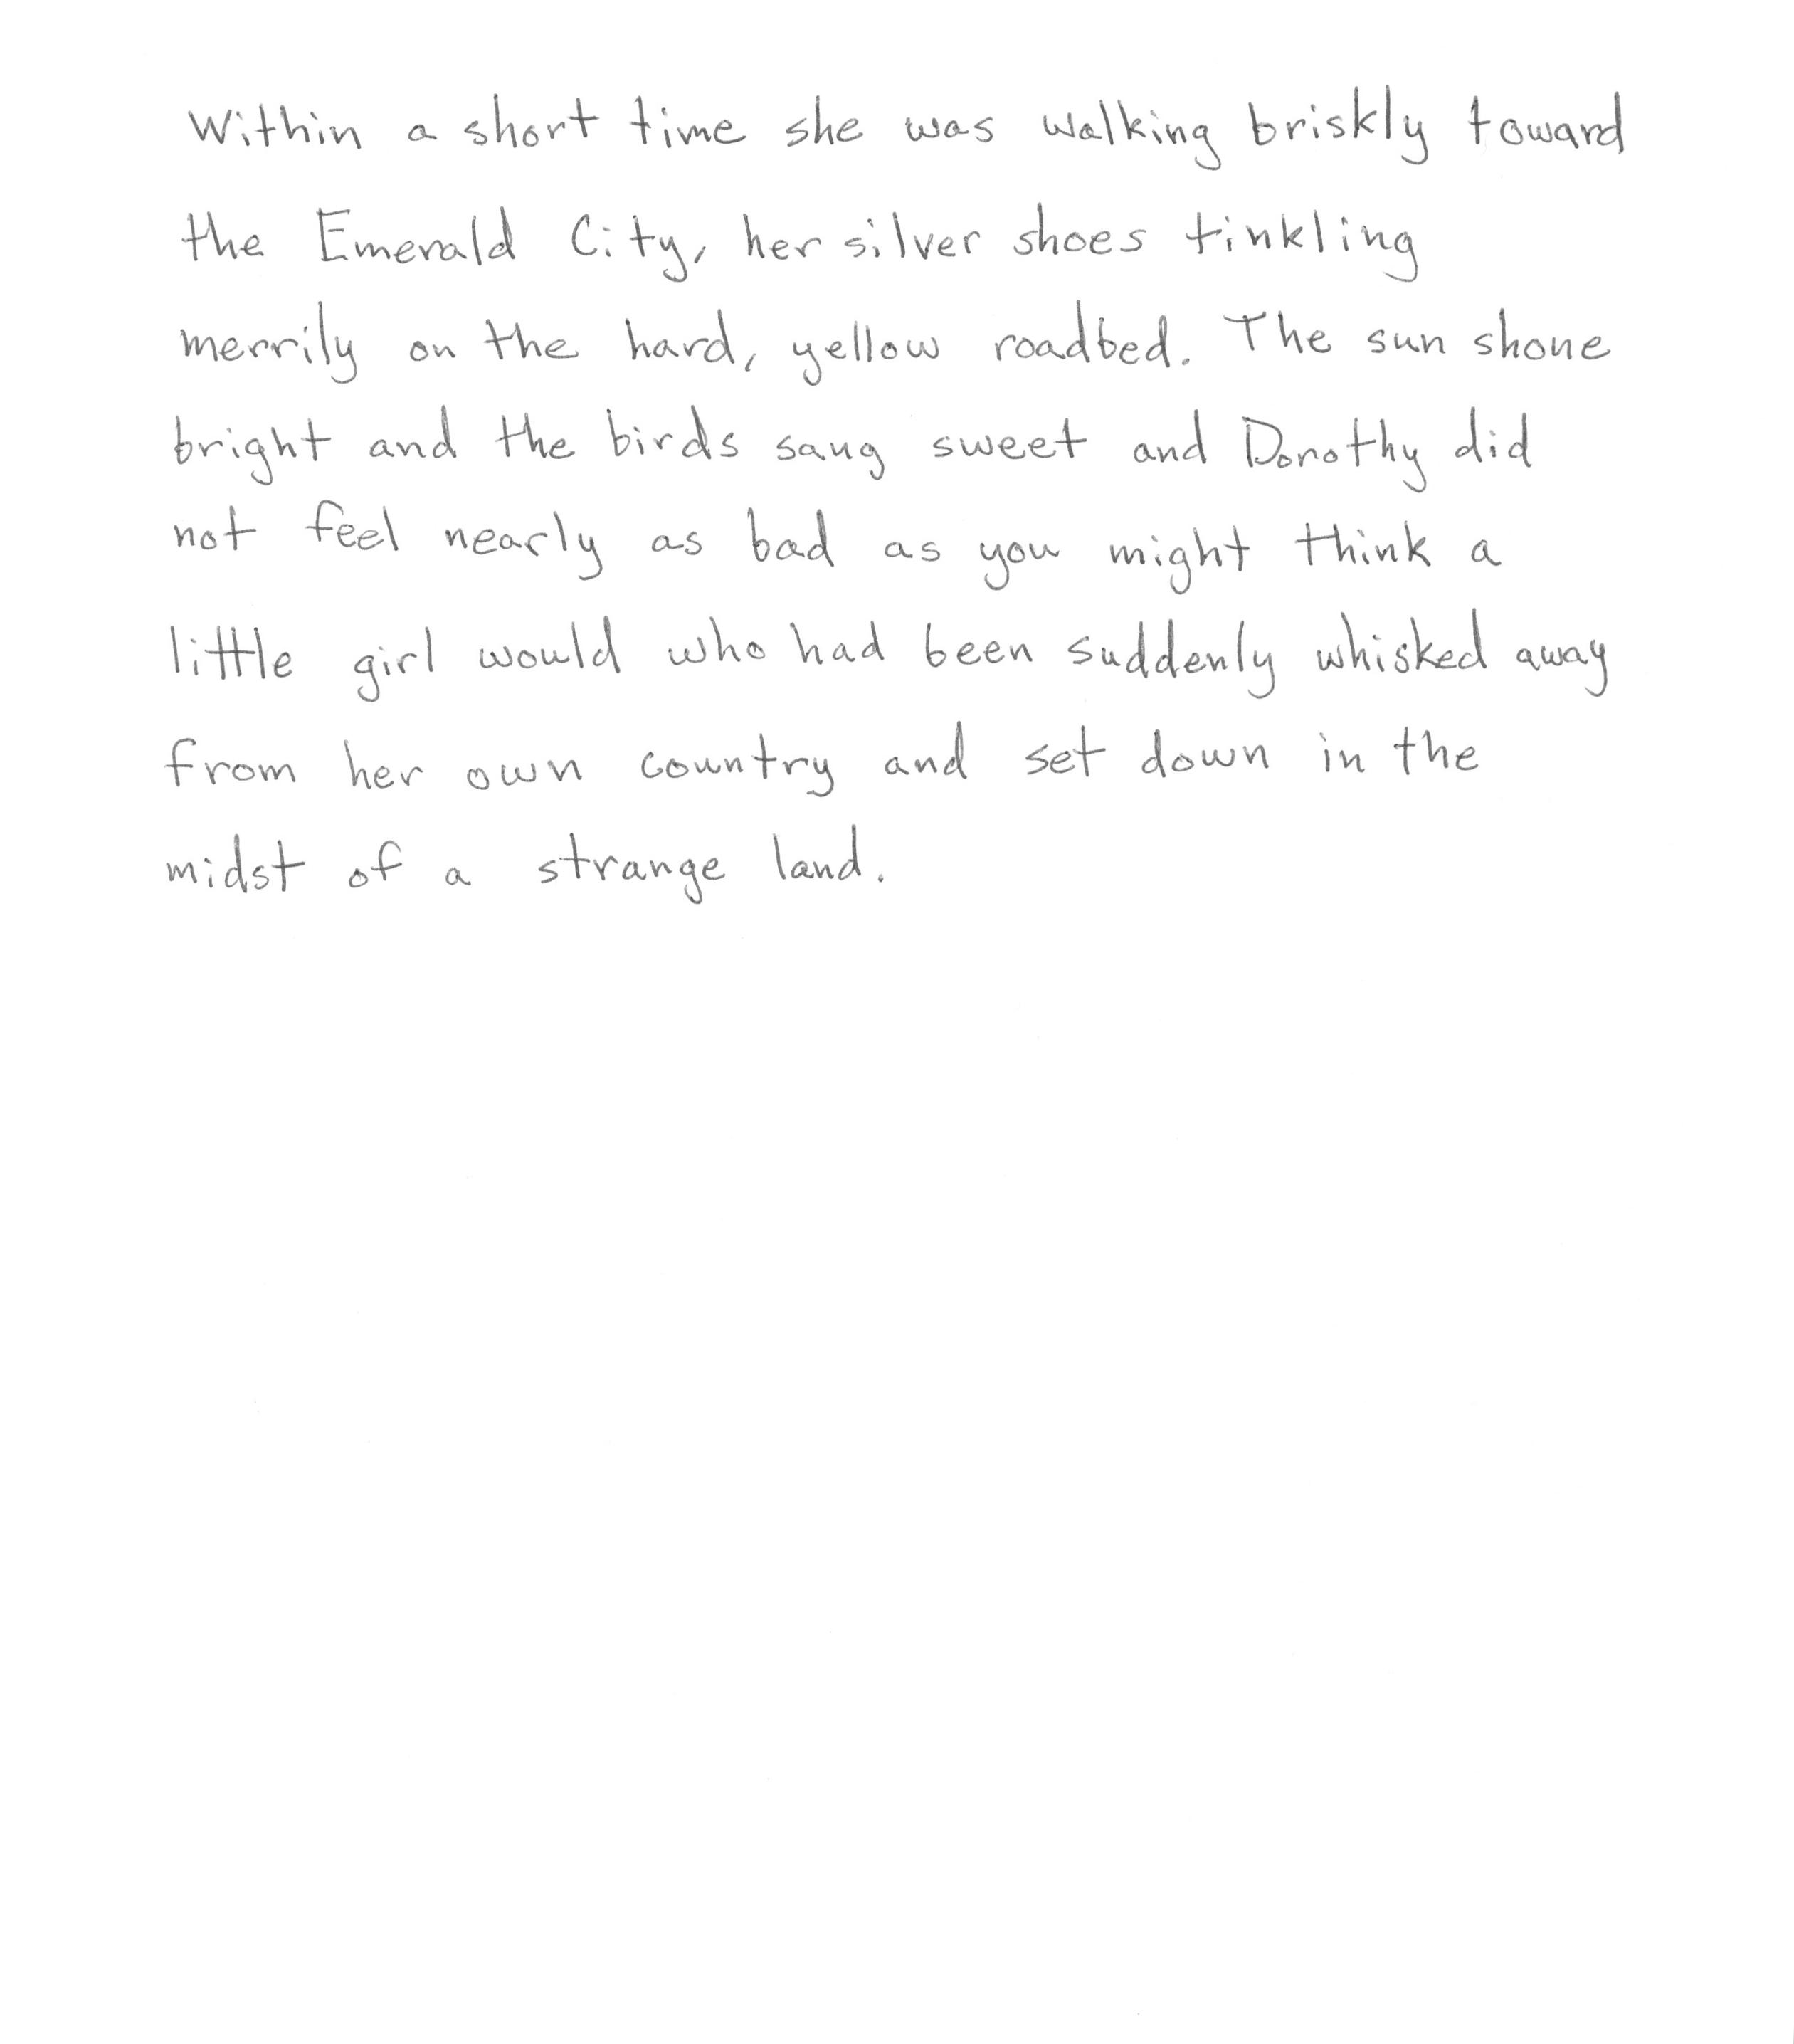 Within a short time she was walking briskly toward
the Emerald City, her silver shoes tinkling
merrily on the hard, yellow roadbed. The sun shone
bright and the birds sang sweet and Dorothy did
not feel nearly as bad as you might think a
little girl would who had been suddenly whisked away
from her own country and set down in the
midst of a strange land.